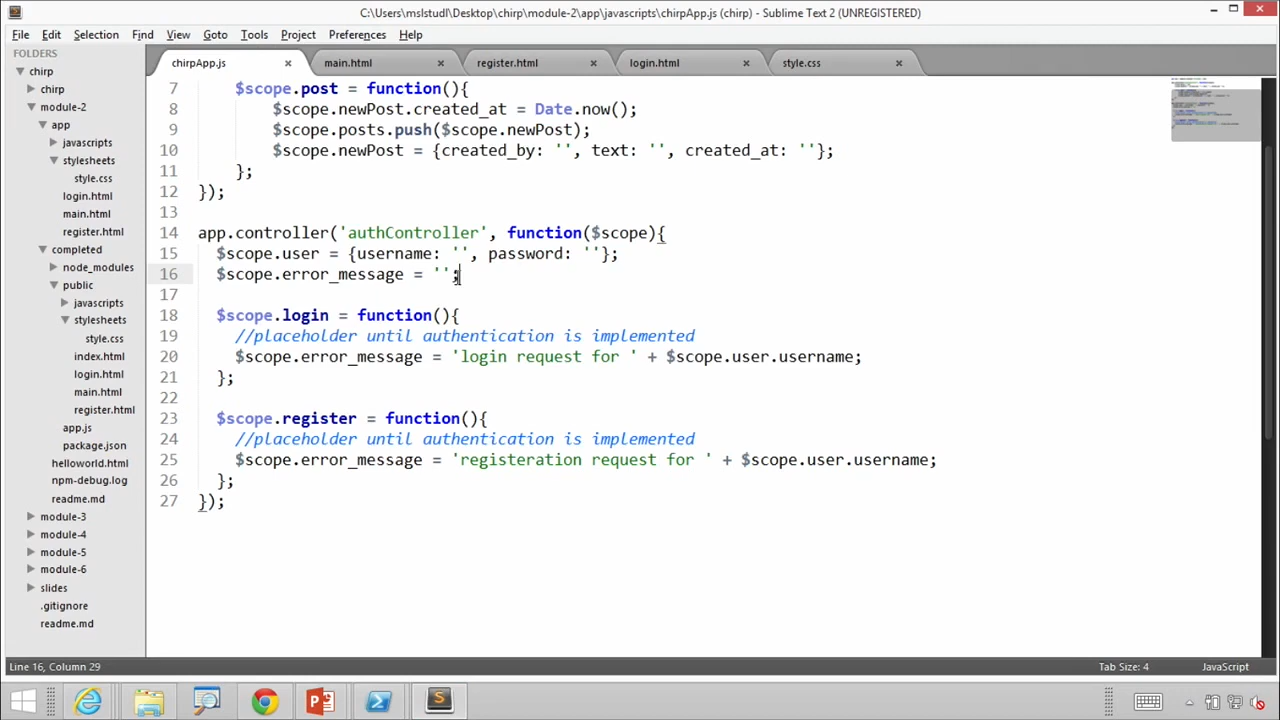 C:\Users\mslstudl\Desktop\chirp\module-2\app\javascripts\chirpApp.js (chirp) - Sublime Text 2 (UNREGISTERED)
File Edit Selection Find View Goto Tools Project Preferences Help
FOLDERS
chirp
chirp
module-2
app
javascripts
stylesheets
style.css
login.html
main.html
register.html
completed
node_modules
public
javascripts
stylesheets
style.css
index.html
login.html
main.html
register.html
app.js
package.json
helloworld.html
npm-debug.log
readme.md
module-3
module-4
module-5
module-6
slides
.gitignore
readme.md
chirpApp.js main.html register.html login.html style.css
7 $scope.post = function(){
8 $scope.newPost.created_at = Date.now();
9 $scope.posts.push($scope.newPost);
10 $scope.newPost = {created_by: '', text: '', created_at: ''};
11 };
12 });
13
14 app.controller('authController', function($scope){
15 $scope.user = {username: '', password: ''};
16 $scope.error_message = '';
17
18 $scope.login = function(){
19 //placeholder until authentication is implemented
20 $scope.error_message = 'login request for ' + $scope.user.username;
21 };
22
23 $scope.register = function(){
24 //placeholder until authentication is implemented
25 $scope.error_message = 'registeration request for ' + $scope.user.username;
26 };
27 });
Line 16, Column 29 Tab Size: 4 JavaScript